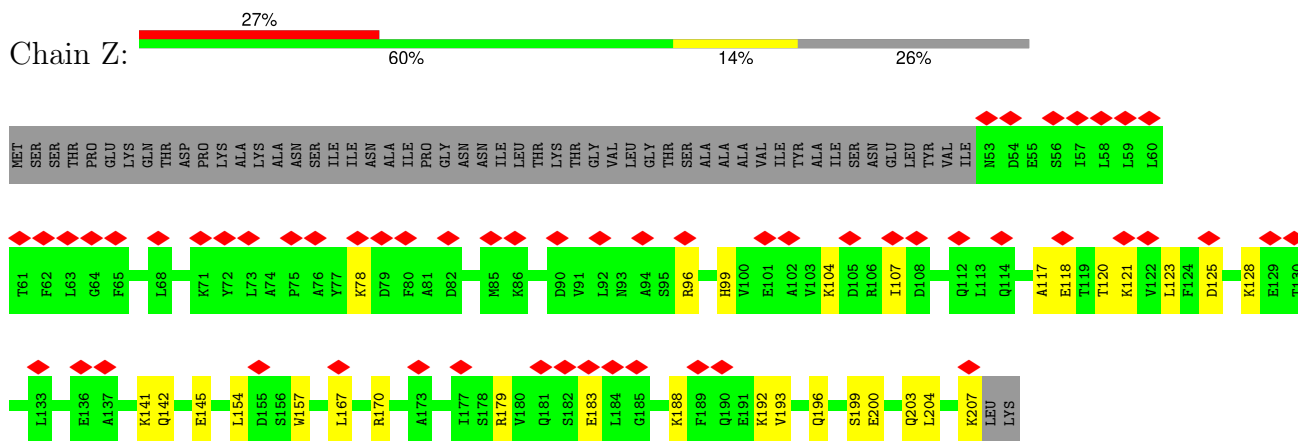 27%
Chain Z:
60% 14% 26%
MET SER SER THR PRO GLU LYS GLN THR ASP PRO LYS ALA LYS ALA ASN SER ILE ILE ASN ALA ILE PRO GLY ASN ASN ILE LEU THR LYS THR GLY VAL LEU GLY THR SER ALA ALA ALA VAL ILE TYR ALA ILE SER ASN GLU LEU TYR VAL ILE N53 D54 E55 S56 I57 L58 L59 L60
T61 F62 L63 G64 F65 L68 K71 Y72 L73 A74 P75 A76 Y77 K78 D79 F80 A81 D82 M85 K86 D90 V91 L92 N93 A94 S95 R96 H99 V100 E101 A102 V103 K104 D105 R106 I107 D108 Q112 L113 Q114 A117 E118 T119 T120 K121 V122 L123 F124 D125 K128 E129 T130
L133 E136 A137 K141 Q142 E145 L154 D155 S156 W157 L167 R170 A173 I177 S178 R179 V180 Q181 S182 E183 L184 G185 K188 F189 Q190 E191 K192 V193 Q196 S199 E200 Q203 L204 K207 LEU LYS